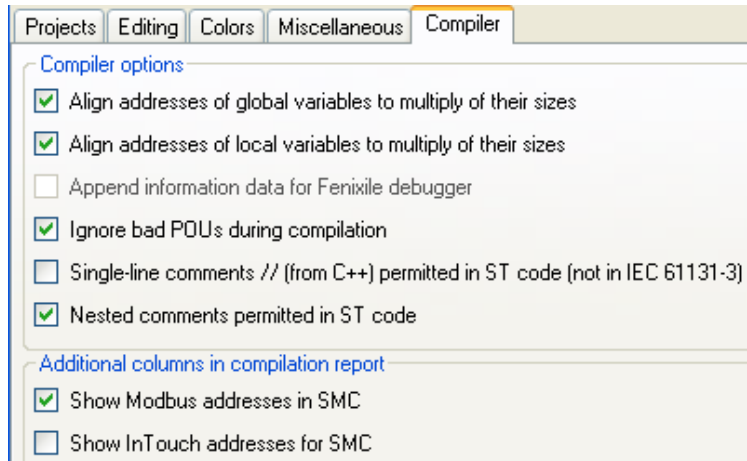 Projects Editing Colors Miscellaneous Compiler
Compiler options
Align addresses of global variables to multiply of their sizes
Align addresses of local variables to multiply of their sizes
Append information data for Fenixile debugger
Ignore bad POUs during compilation
Single-line comments // (from C++) permitted in ST code (not in IEC 61131-3)
Nested comments permitted in ST code
Additional columns in compilation report
Show Modbus addresses in SMC
Show InTouch addresses for SMC